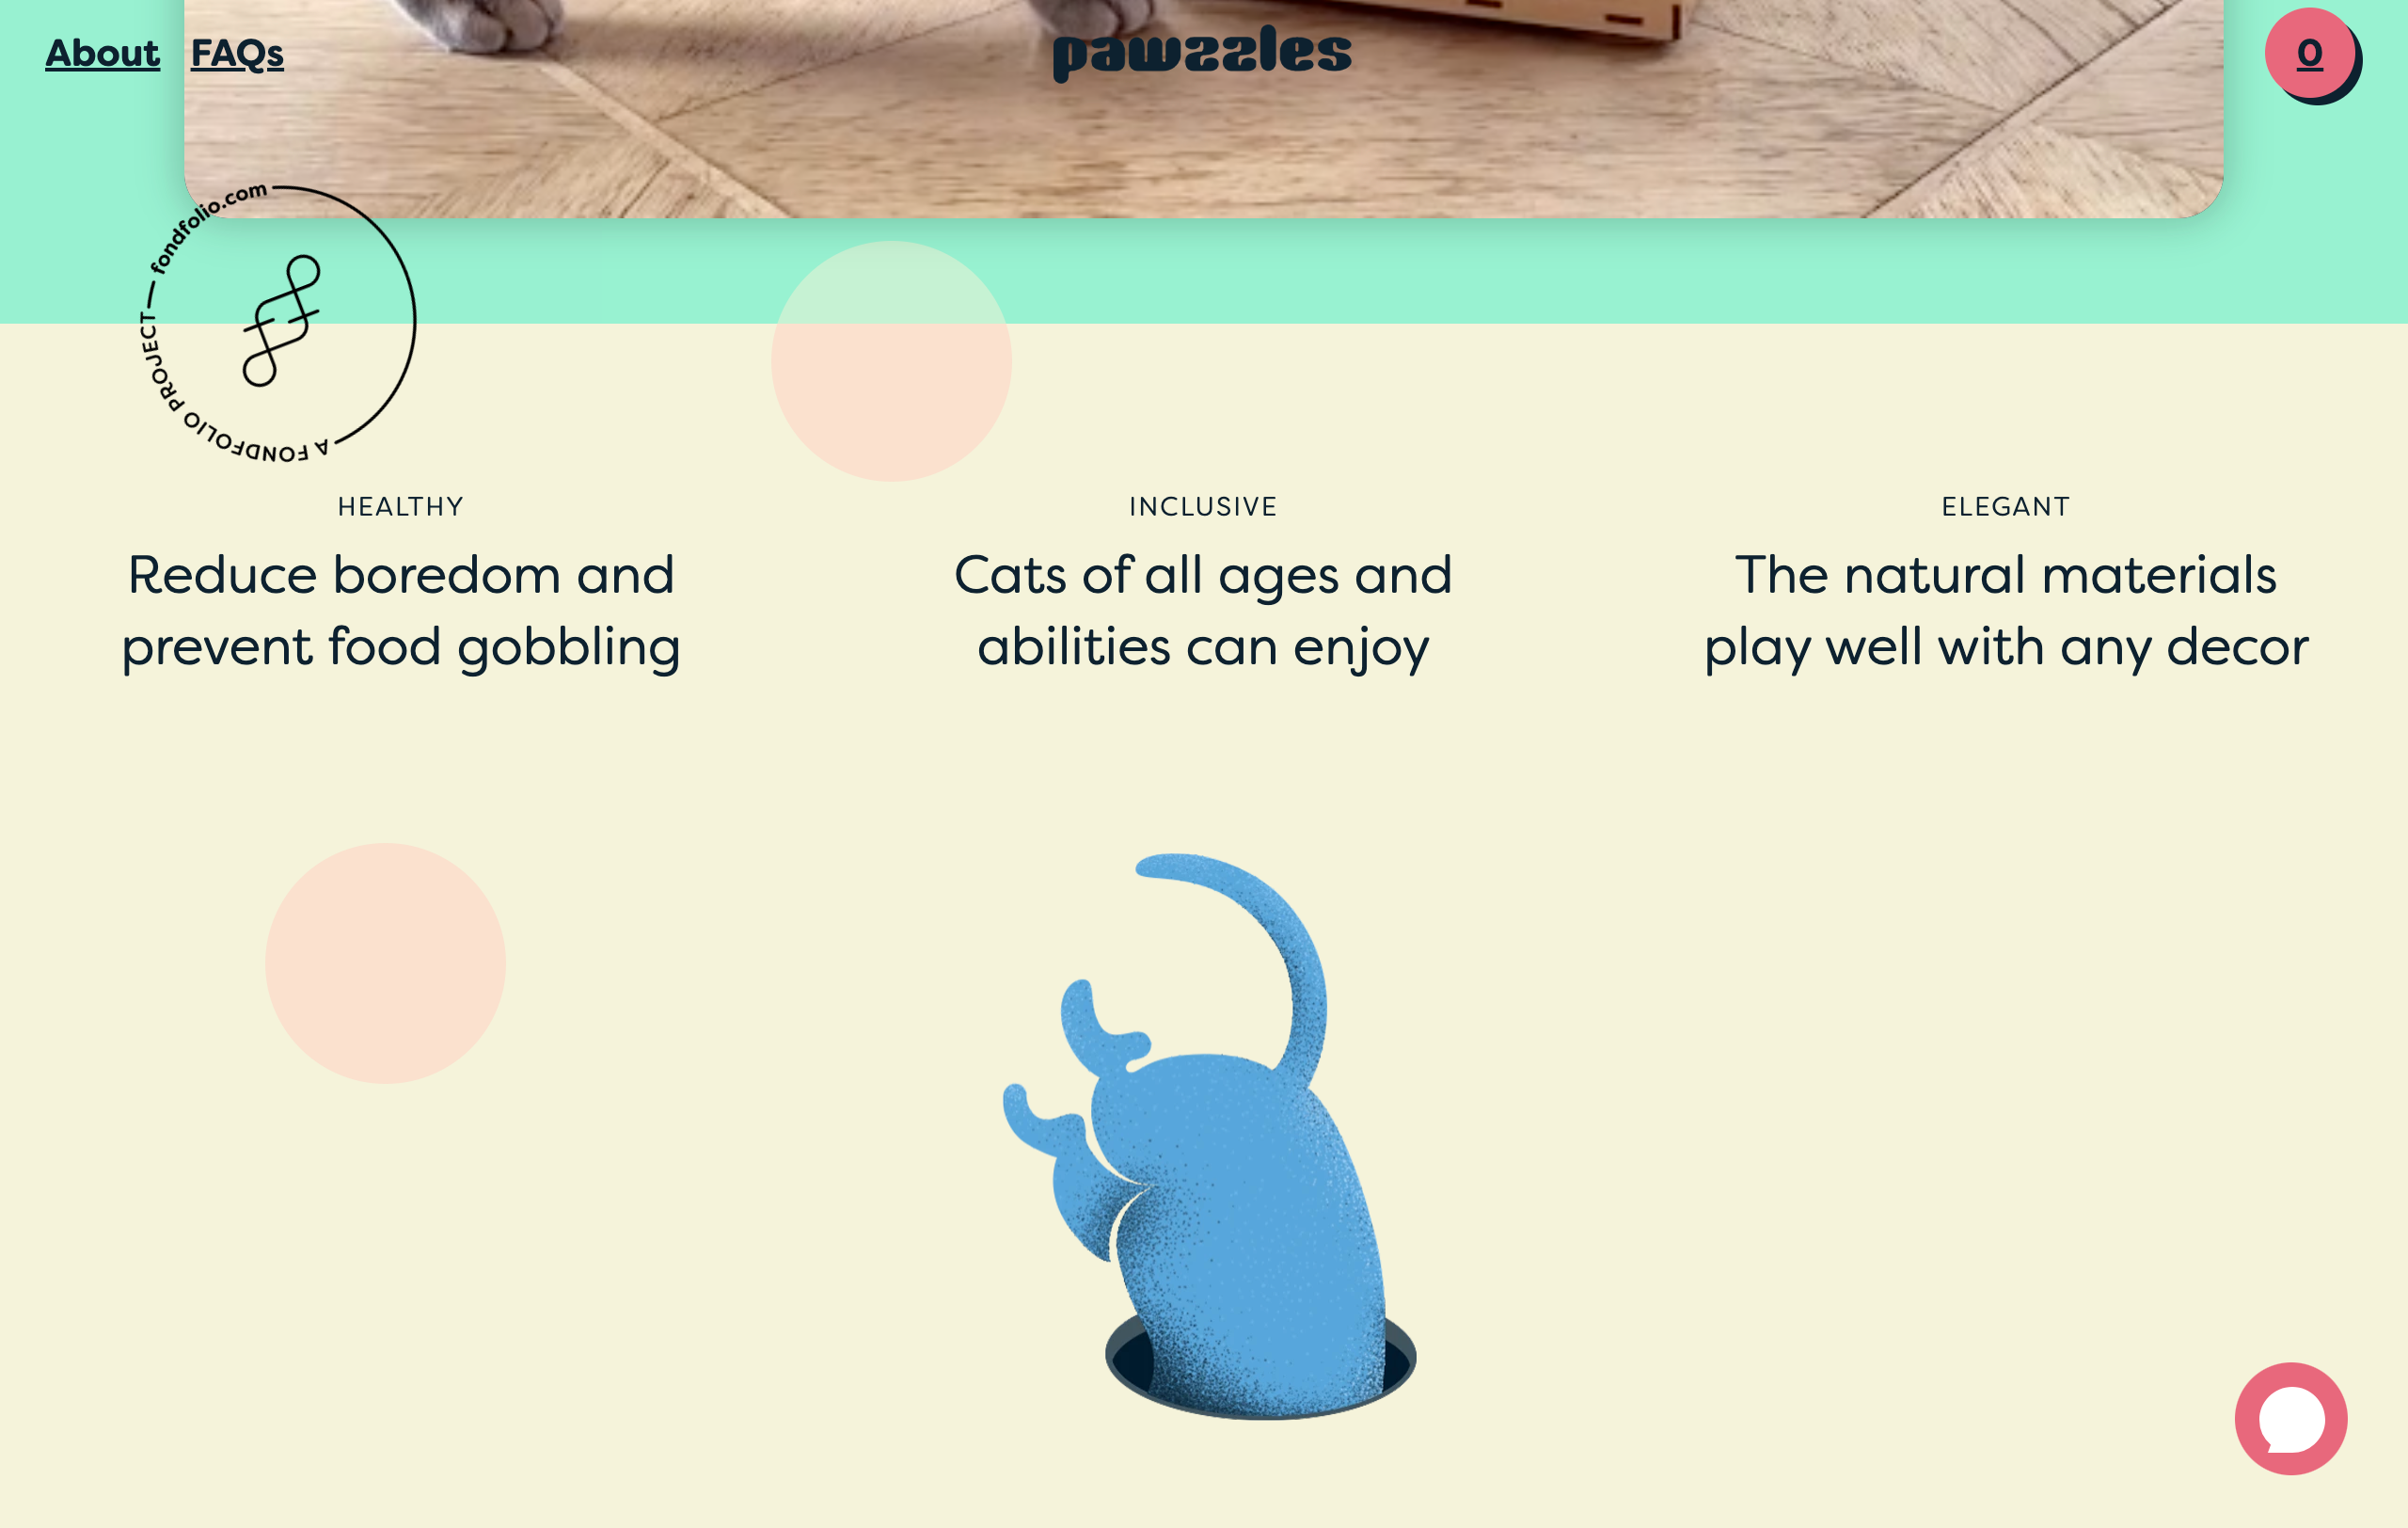 About FAQs
pawzzles
0
A FONDFOLIO PROJECT — fondfolio.com
HEALTHY
Reduce boredom and
prevent food gobbling
INCLUSIVE
Cats of all ages and
abilities can enjoy
ELEGANT
The natural materials
play well with any decor